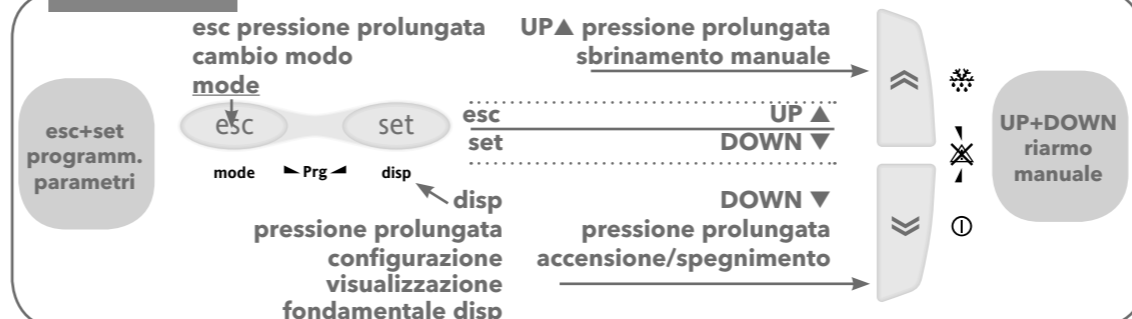 esc pressione prolungata
cambio modo
mode
UP▲ pressione prolungata
sbrinamento manuale
esc+set
programm.
parametri
esc
set
mode
Prg
disp
esc UP ▲
set DOWN ▼
UP+DOWN
riarmo
manuale
disp
pressione prolungata
configurazione
visualizzazione
fondamentale disp
DOWN ▼
pressione prolungata
accensione/spegnimento